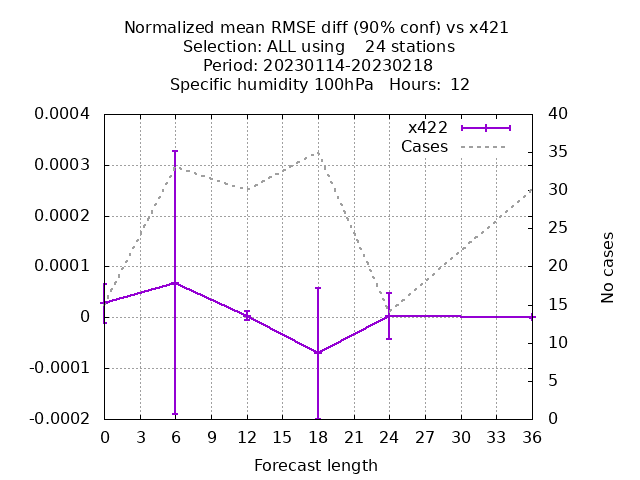 Normalized mean RMSE diff (90% conf) vs x421
Selection: ALL using    24 stations
Period: 20230114-20230218
Specific humidity 100hPa   Hours:  12
0.0004
0.0003
0.0002
0.0001
0
-0.0001
-0.0002
40
35
30
25
20
15
10
5
0
x422
Cases
No cases
0 3 6 9 12 15 18 21 24 27 30 33 36
Forecast length